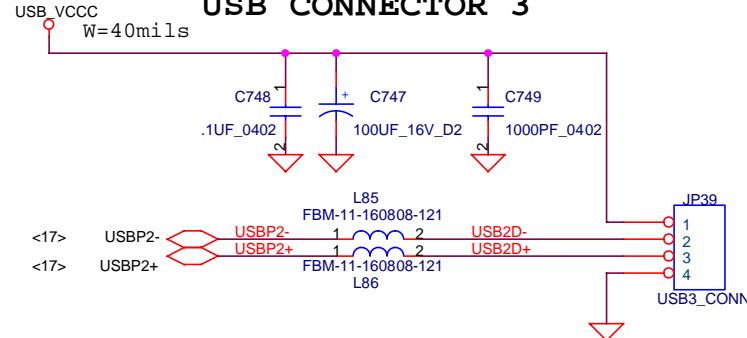 USB CONNECTOR 3
USB_VCCC
W=40mils
C748
1
2
.1UF_0402
+
C747
100UF_16V_D2
C749
1
2
1000PF_0402
L85
FBM-11-160808-121
<17> USBP2- USBP2- 1 2 USB2D-
<17> USBP2+ USBP2+ 1 2 USB2D+
FBM-11-160808-121
L86
JP39
1
2
3
4
USB3_CONN